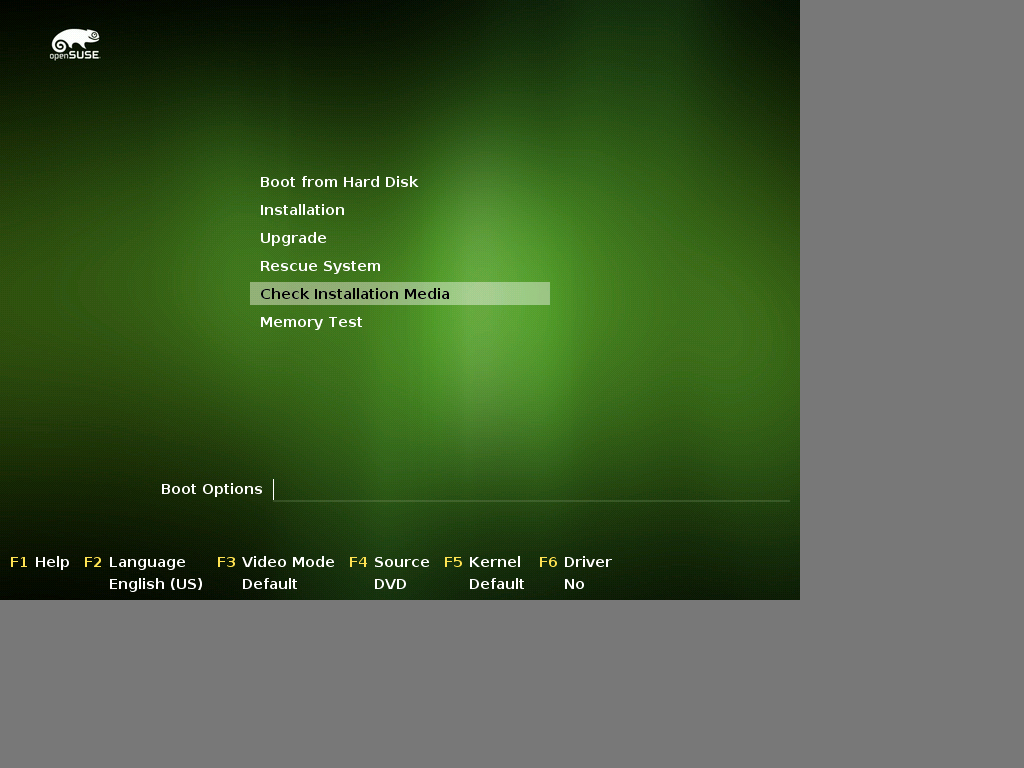 openSUSE
Boot from Hard Disk
Installation
Upgrade
Rescue System
Check Installation Media
Memory Test
Boot Options
F1 Help F2 Language F3 Video Mode F4 Source F5 Kernel F6 Driver
English (US) Default DVD Default No